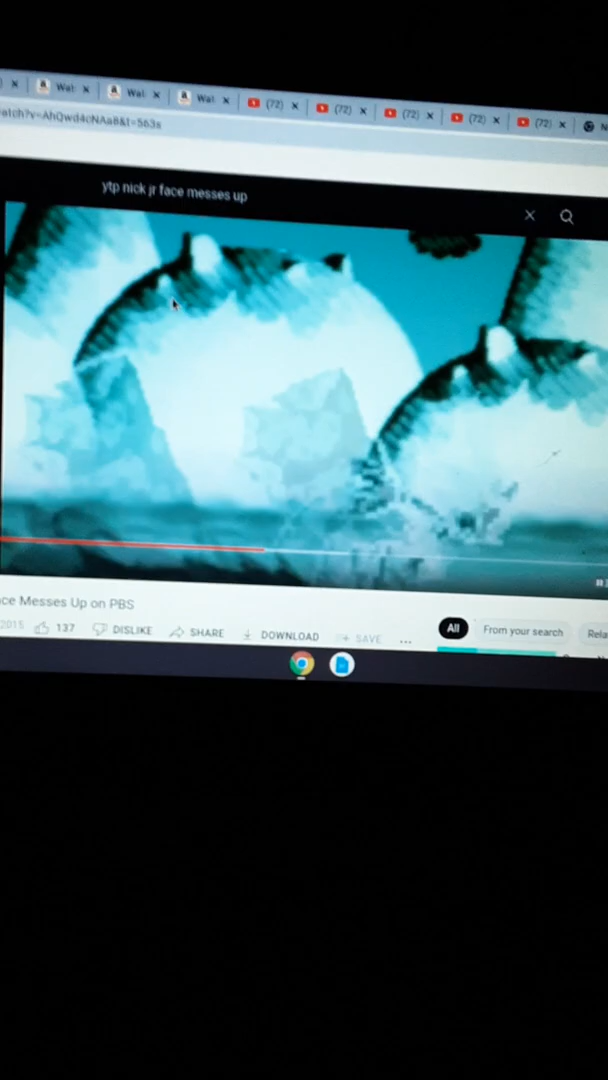 Wal Wal Wal (72) (72) (72) (72) (72)
atch?v=AhQwd4cNAa8&t=563s
ytp nick jr face messes up
ce Messes Up on PBS
2015 137 DISLIKE SHARE DOWNLOAD SAVE ...
All From your search Rela